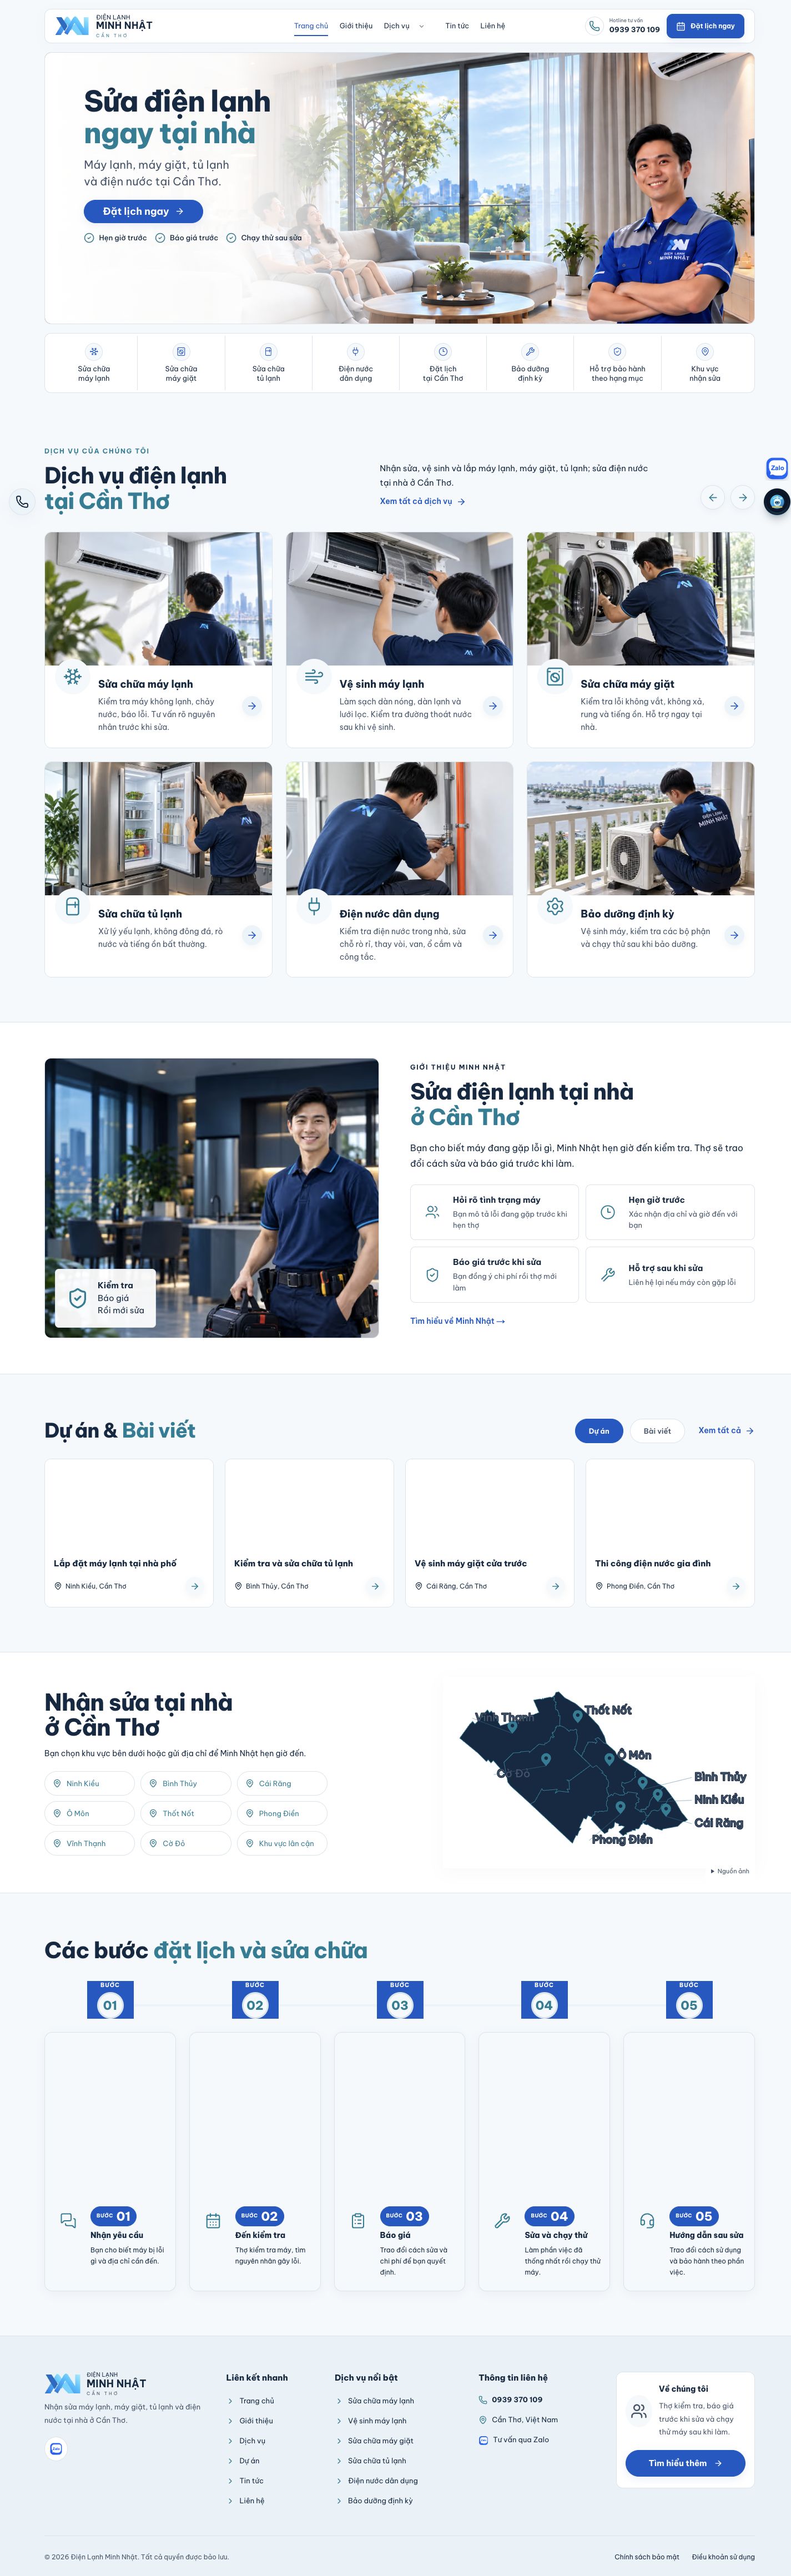 ĐIỆN LẠNH
MINH NHẬT
CẦN THƠ
Trang chủ
Giới thiệu
Dịch vụ
Tin tức
Liên hệ
Hotline tư vấn
0939 370 109
Đặt lịch ngay
Sửa điện lạnh
ngay tại nhà
Máy lạnh, máy giặt, tủ lạnh
và điện nước tại Cần Thơ.
Đặt lịch ngay
Hẹn giờ trước
Báo giá trước
Chạy thử sau sửa
ĐIỆN LẠNH
MINH NHẬT
Sửa chữa
máy lạnh
Sửa chữa
máy giặt
Sửa chữa
tủ lạnh
Điện nước
dân dụng
Đặt lịch
tại Cần Thơ
Bảo dưỡng
định kỳ
Hỗ trợ bảo hành
theo hạng mục
Khu vực
nhận sửa
DỊCH VỤ CỦA CHÚNG TÔI
Dịch vụ điện lạnh
tại Cần Thơ
Nhận sửa, vệ sinh và lắp máy lạnh, máy giặt, tủ lạnh; sửa điện nước
tại nhà ở Cần Thơ.
Xem tất cả dịch vụ
Zalo
Sửa chữa máy lạnh
Kiểm tra máy không lạnh, chảy
nước, báo lỗi. Tư vấn rõ nguyên
nhân trước khi sửa.
Vệ sinh máy lạnh
Làm sạch dàn nóng, dàn lạnh và
lưới lọc. Kiểm tra đường thoát nước
sau khi vệ sinh.
Sửa chữa máy giặt
Kiểm tra lỗi không vắt, không xả,
rung và tiếng ồn. Hỗ trợ ngay tại
nhà.
ĐIỆN LẠNH
MINH NHẬT
Sửa chữa tủ lạnh
Xử lý yếu lạnh, không đông đá, rò
nước và tiếng ồn bất thường.
Điện nước dân dụng
Kiểm tra điện nước trong nhà, sửa
chỗ rò rỉ, thay vòi, van, ổ cắm và
công tắc.
Bảo dưỡng định kỳ
Vệ sinh máy, kiểm tra các bộ phận
và chạy thử sau khi bảo dưỡng.
GIỚI THIỆU MINH NHẬT
Sửa điện lạnh tại nhà
ở Cần Thơ
Bạn cho biết máy đang gặp lỗi gì, Minh Nhật hẹn giờ đến kiểm tra. Thợ sẽ trao
đổi cách sửa và báo giá trước khi làm.
Hỏi rõ tình trạng máy
Bạn mô tả lỗi đang gặp trước khi
hẹn thợ
Hẹn giờ trước
Xác nhận địa chỉ và giờ đến với
bạn
Báo giá trước khi sửa
Bạn đồng ý chi phí rồi thợ mới
làm
Hỗ trợ sau khi sửa
Liên hệ lại nếu máy còn gặp lỗi
Kiểm tra
Báo giá
Rồi mới sửa
Tìm hiểu về Minh Nhật →
Dự án & Bài viết
Dự án
Bài viết
Xem tất cả
Lắp đặt máy lạnh tại nhà phố
Ninh Kiều, Cần Thơ
Kiểm tra và sửa chữa tủ lạnh
Bình Thủy, Cần Thơ
Vệ sinh máy giặt cửa trước
Cái Răng, Cần Thơ
Thi công điện nước gia đình
Phong Điền, Cần Thơ
Nhận sửa tại nhà
ở Cần Thơ
Bạn chọn khu vực bên dưới hoặc gửi địa chỉ để Minh Nhật hẹn giờ đến.
Ninh Kiều
Bình Thủy
Cái Răng
Ô Môn
Thốt Nốt
Phong Điền
Vĩnh Thạnh
Cờ Đỏ
Khu vực lân cận
Vĩnh Thạnh
Thốt Nốt
Ô Môn
Cờ Đỏ
Bình Thủy
Ninh Kiều
Cái Răng
Phong Điền
▶ Nguồn ảnh
Các bước đặt lịch và sửa chữa
BƯỚC
01
BƯỚC
02
BƯỚC
03
BƯỚC
04
BƯỚC
05
BƯỚC 01
Nhận yêu cầu
Bạn cho biết máy bị lỗi
gì và địa chỉ cần đến.
BƯỚC 02
Đến kiểm tra
Thợ kiểm tra máy, tìm
nguyên nhân gây lỗi.
BƯỚC 03
Báo giá
Trao đổi cách sửa và
chi phí để bạn quyết
định.
BƯỚC 04
Sửa và chạy thử
Làm phần việc đã
thống nhất rồi chạy thử
máy.
BƯỚC 05
Hướng dẫn sau sửa
Trao đổi cách sử dụng
và bảo hành theo phần
việc.
ĐIỆN LẠNH
MINH NHẬT
CẦN THƠ
Nhận sửa máy lạnh, máy giặt, tủ lạnh và điện
nước tại nhà ở Cần Thơ.
Zalo
Liên kết nhanh
Trang chủ
Giới thiệu
Dịch vụ
Dự án
Tin tức
Liên hệ
Dịch vụ nổi bật
Sửa chữa máy lạnh
Vệ sinh máy lạnh
Sửa chữa máy giặt
Sửa chữa tủ lạnh
Điện nước dân dụng
Bảo dưỡng định kỳ
Thông tin liên hệ
0939 370 109
Cần Thơ, Việt Nam
Tư vấn qua Zalo
Về chúng tôi
Thợ kiểm tra, báo giá
trước khi sửa và chạy
thử máy sau khi làm.
Tìm hiểu thêm
© 2026 Điện Lạnh Minh Nhật. Tất cả quyền được bảo lưu.
Chính sách bảo mật
Điều khoản sử dụng